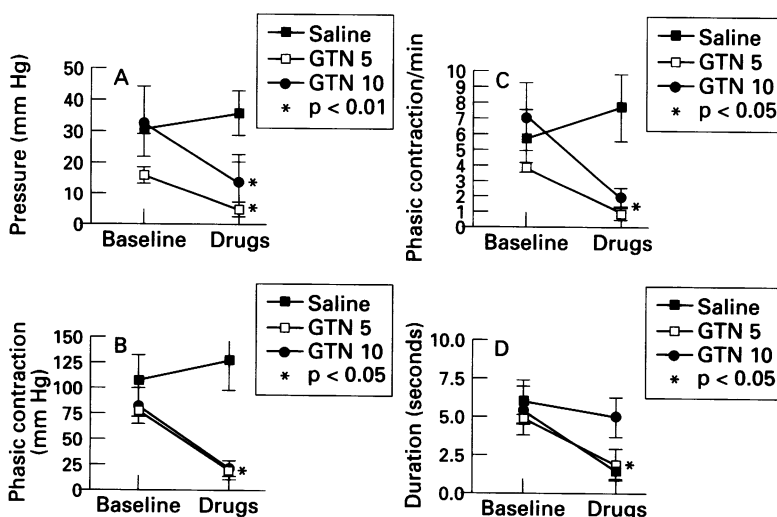 Saline
GTN 5
GTN 10
* p < 0.01
A
Pressure (mm Hg)
50
40
30
20
10
0
Baseline Drugs
Saline
GTN 5
GTN 10
* p < 0.05
C
Phasic contraction/min
10
9
8
7
6
5
4
3
2
1
0
*
*
*
Baseline Drugs
Saline
GTN 5
GTN 10
* p < 0.05
B
Phasic contraction
(mm Hg)
150
125
100
75
50
25
0
*
Baseline Drugs
Saline
GTN 5
GTN 10
* p < 0.05
D
Duration (seconds)
10.0
7.5
5.0
2.5
0.0
*
Baseline Drugs